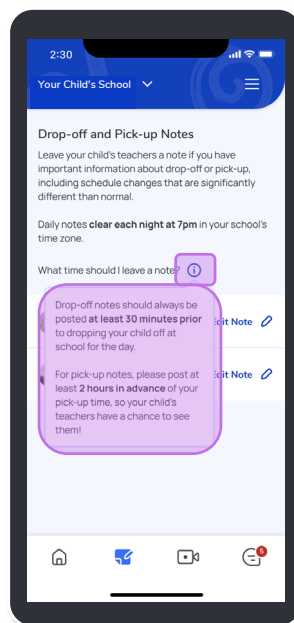 2:30
Your Child's School
Drop-off and Pick-up Notes
Leave your child's teachers a note if you have
important information about drop-off or pick-up,
including schedule changes that are significantly
different than normal.
Daily notes clear each night at 7pm in your school's
time zone.
What time should I leave a note?
Drop-off notes should always be
posted at least 30 minutes prior
to dropping your child off at
school for the day.
Edit Note
For pick-up notes, please post at
least 2 hours in advance of your
pick-up time, so your child's
teachers have a chance to see
them!
Edit Note
5